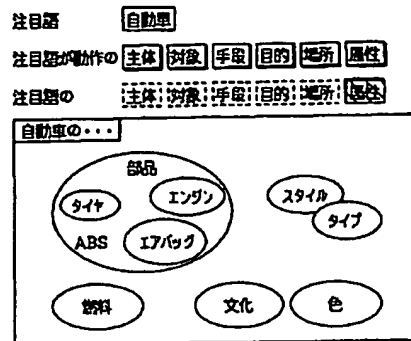 注目語 自動車
注目語が動作の 主体 対象 手段 目的 場所 属性
注目語の 主体 対象 手段 目的 場所 属性
自動車の・・・
部品
タイヤ エンジン
ABS エアバッグ
スタイル
タイプ
燃料 文化 色